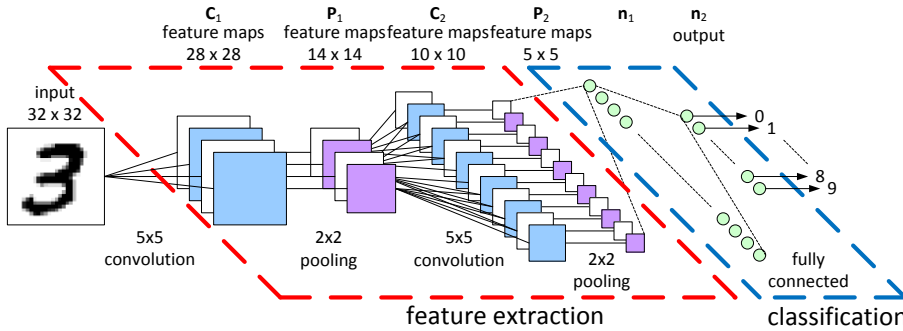 C1
feature maps
28 x 28
P1
feature maps
14 x 14
C2
feature maps
10 x 10
P2
feature maps
5 x 5
n1
n2
output
input
32 x 32
3
0
1
8
9
5x5
convolution
2x2
pooling
5x5
convolution
2x2
pooling
fully
connected
feature extraction
classification